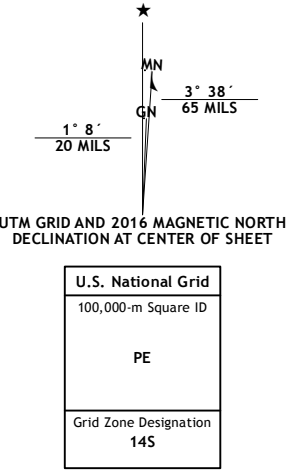 MN
3° 38´
65 MILS
GN
1° 8´
20 MILS
UTM GRID AND 2016 MAGNETIC NORTH
DECLINATION AT CENTER OF SHEET
U.S. National Grid
100,000-m Square ID
PE
Grid Zone Designation
14S